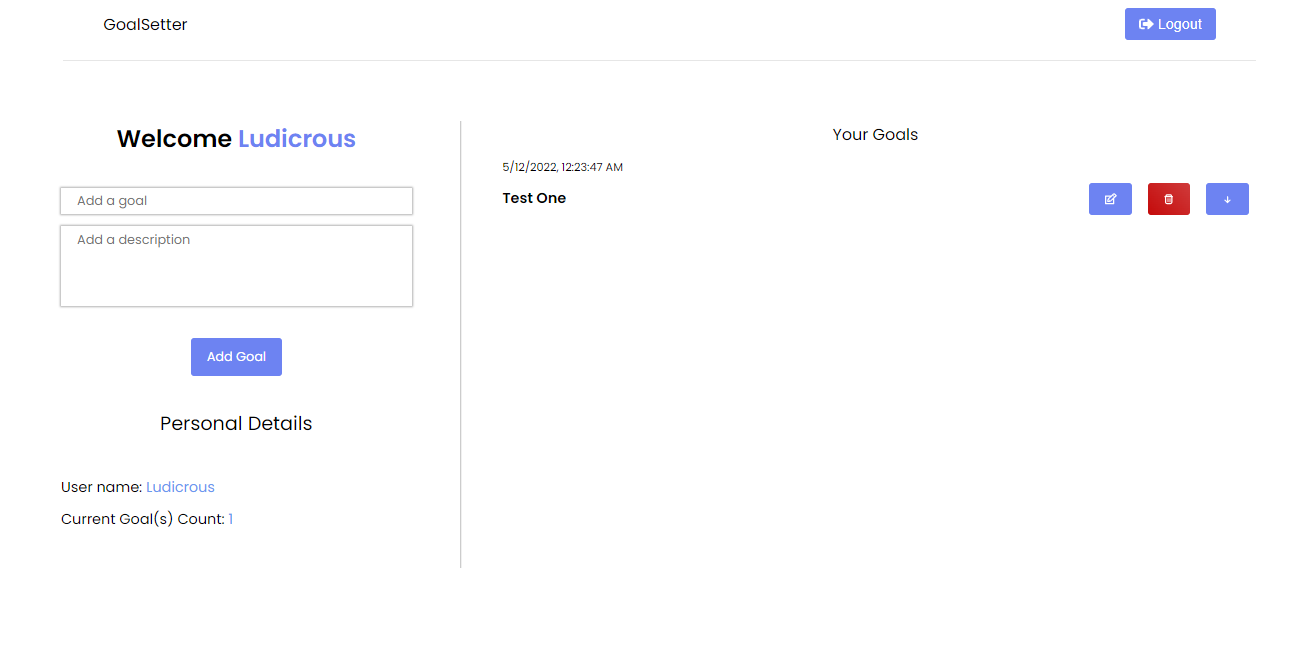 GoalSetter
Logout
Welcome Ludicrous
Add a goal
Add a description
Add Goal
Personal Details
User name: Ludicrous
Current Goal(s) Count: 1
Your Goals
5/12/2022, 12:23:47 AM
Test One